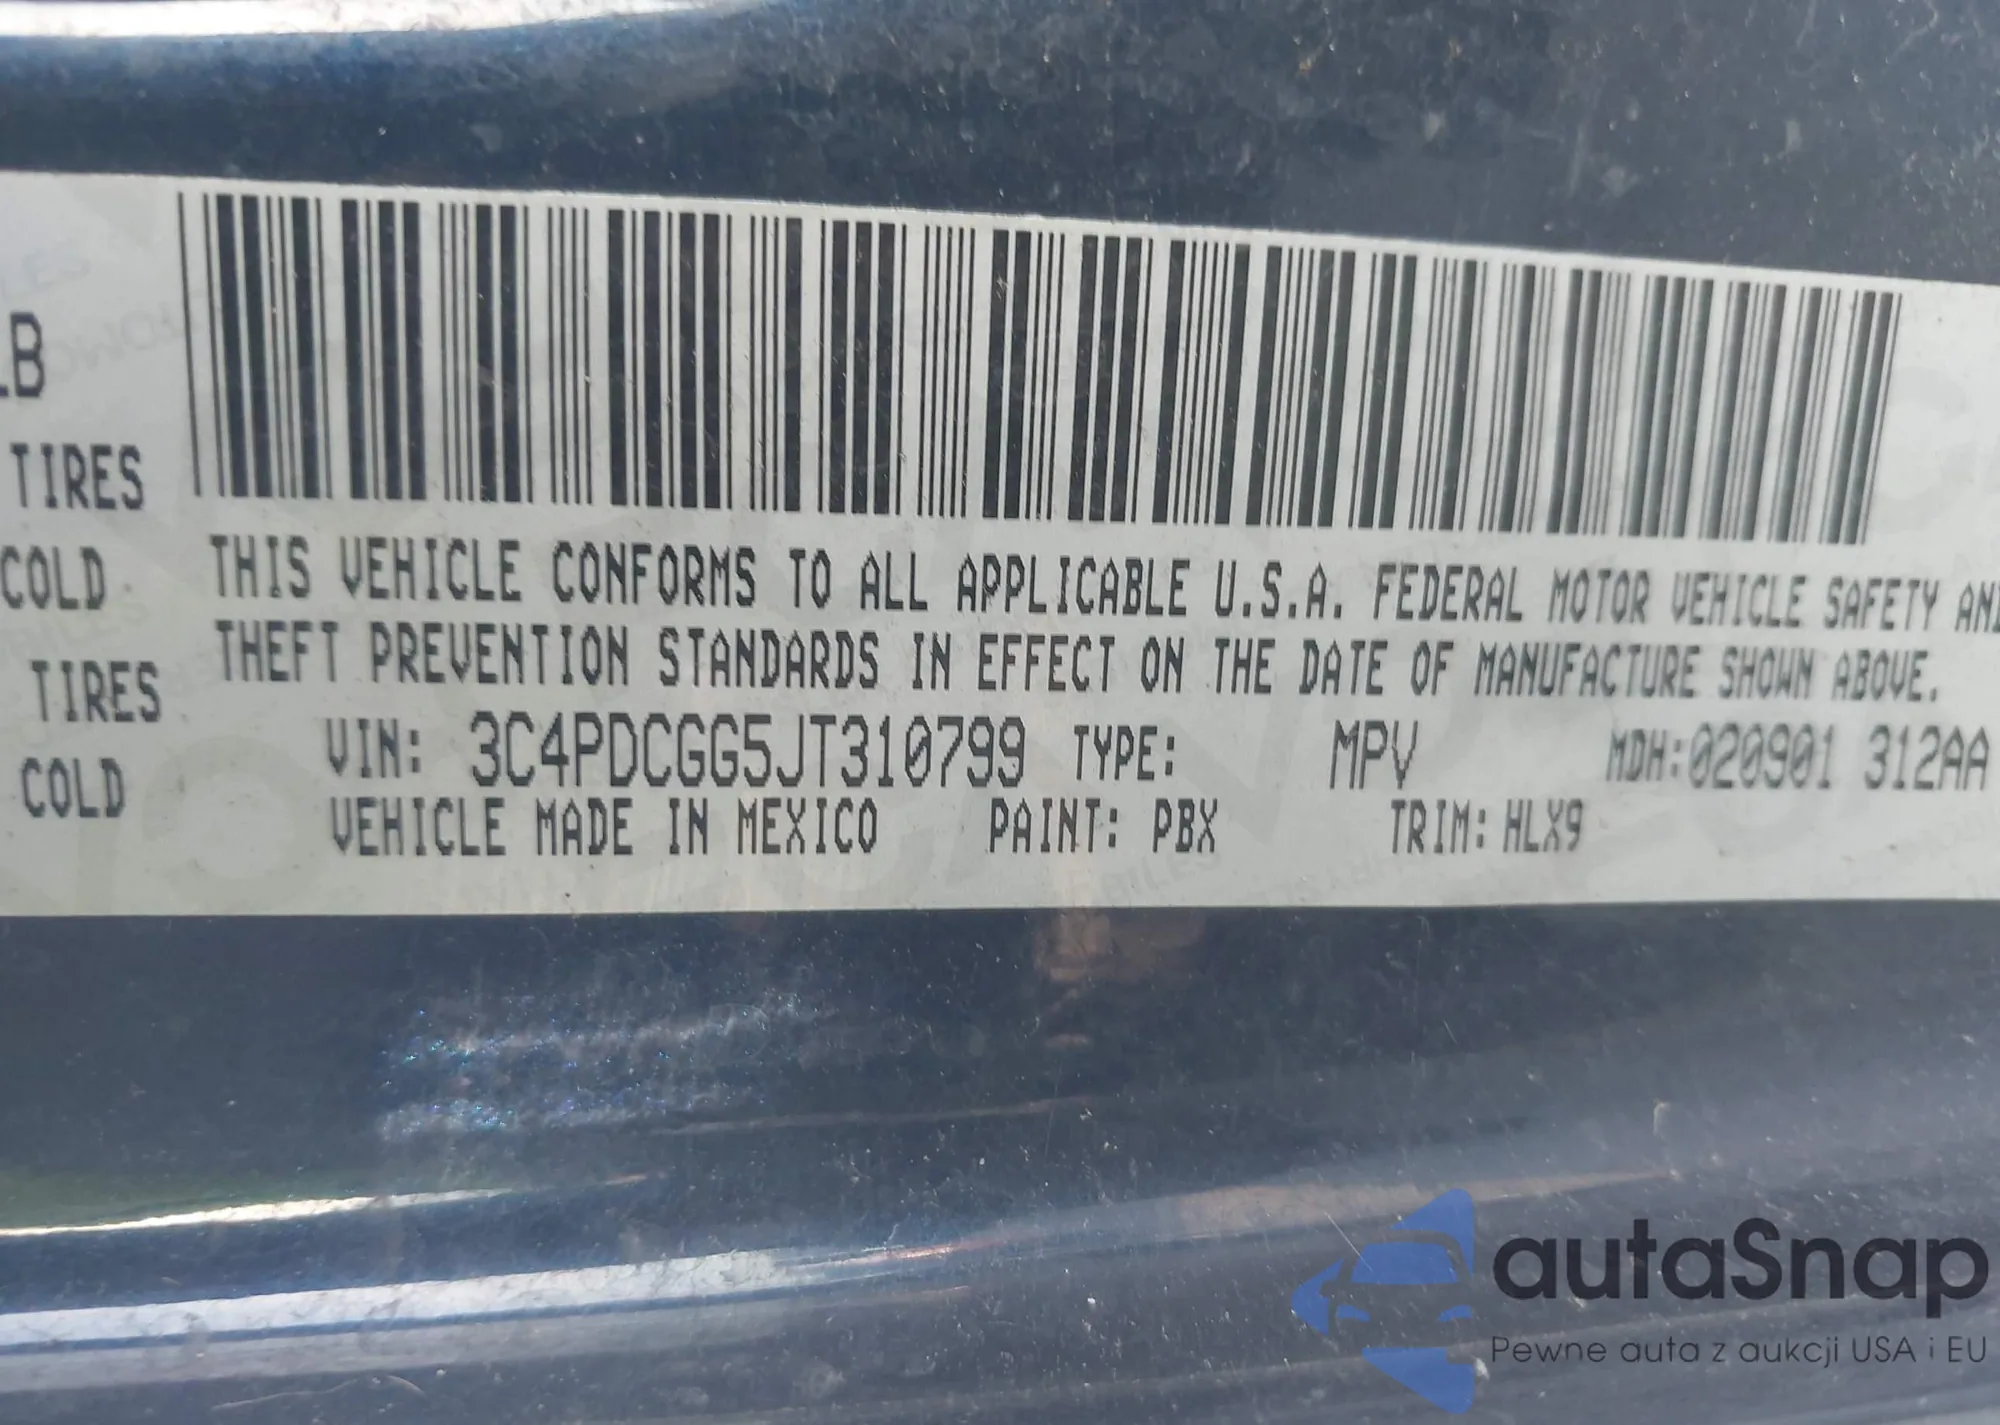 LB
TIRES
COLD
TIRES
COLD
THIS VEHICLE CONFORMS TO ALL APPLICABLE U.S.A. FEDERAL MOTOR VEHICLE SAFETY AND
THEFT PREVENTION STANDARDS IN EFFECT ON THE DATE OF MANUFACTURE SHOWN ABOVE.
VIN: 3C4PDCGG5JT310799 TYPE: MPV MDH:020901 312AA
VEHICLE MADE IN MEXICO PAINT: PBX TRIM: HLX9
autaSnap
Pewne auta z aukcji USA i EU